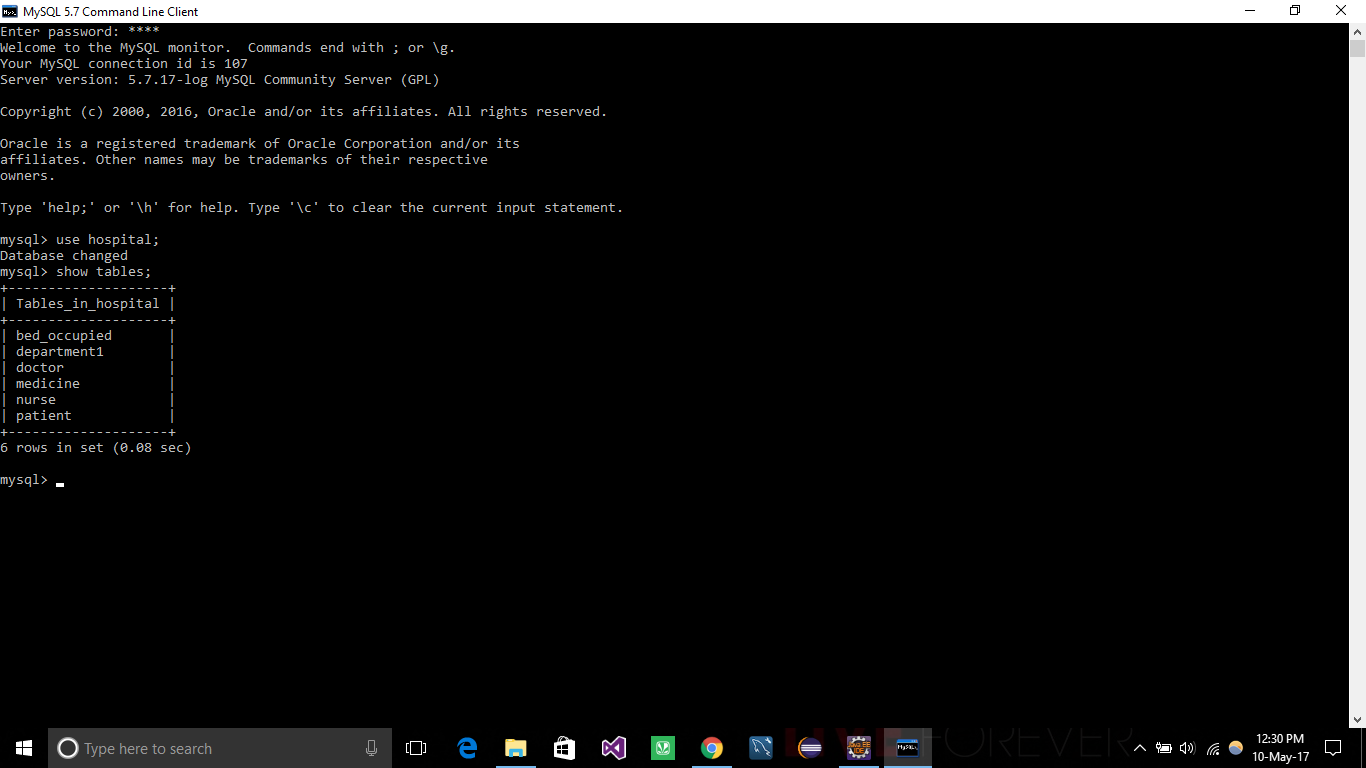 MySQL 5.7 Command Line Client
Enter password: ****
Welcome to the MySQL monitor.  Commands end with ; or \g.
Your MySQL connection id is 107
Server version: 5.7.17-log MySQL Community Server (GPL)
Copyright (c) 2000, 2016, Oracle and/or its affiliates. All rights reserved.
Oracle is a registered trademark of Oracle Corporation and/or its
affiliates. Other names may be trademarks of their respective
owners.
Type 'help;' or '\h' for help. Type '\c' to clear the current input statement.
mysql> use hospital;
Database changed
mysql> show tables;
+--------------------+
| Tables_in_hospital |
+--------------------+
| bed_occupied       |
| department1        |
| doctor             |
| medicine           |
| nurse              |
| patient            |
+--------------------+
6 rows in set (0.08 sec)
mysql>
Type here to search
FOREVER
12:30 PM
10-May-17